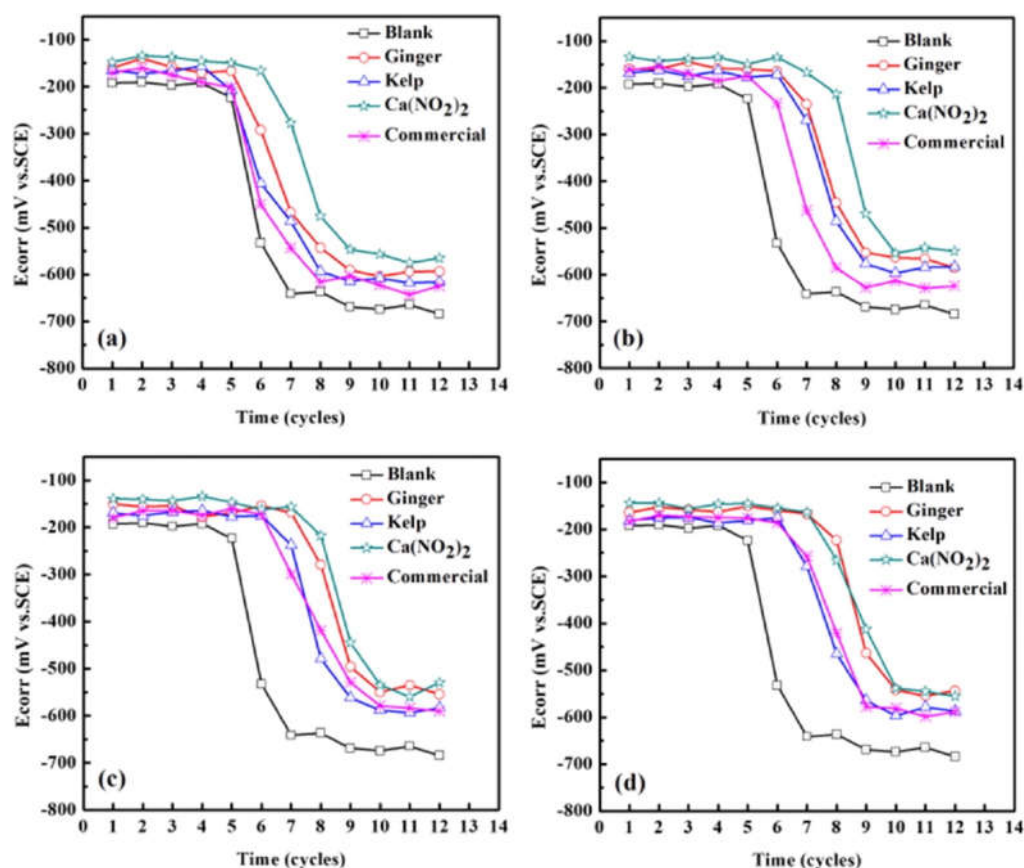 Blank
Ginger
Kelp
Ca(NO2)2
Commercial
-100
-200
-300
-400
-500
-600
-700
-800
Ecorr (mV vs.SCE)
(a)
0 1 2 3 4 5 6 7 8 9 10 11 12 13 14
Time (cycles)
Blank
Ginger
Kelp
Ca(NO2)2
Commercial
-100
-200
-300
-400
-500
-600
-700
-800
Ecorr (mV vs.SCE)
(b)
0 1 2 3 4 5 6 7 8 9 10 11 12 13 14
Time (cycles)
Blank
Ginger
Kelp
Ca(NO2)2
Commercial
-100
-200
-300
-400
-500
-600
-700
-800
Ecorr (mV vs.SCE)
(c)
0 1 2 3 4 5 6 7 8 9 10 11 12 13 14
Time (cycles)
Blank
Ginger
Kelp
Ca(NO2)2
Commercial
-100
-200
-300
-400
-500
-600
-700
-800
Ecorr (mV vs.SCE)
(d)
0 1 2 3 4 5 6 7 8 9 10 11 12 13 14
Time (cycles)